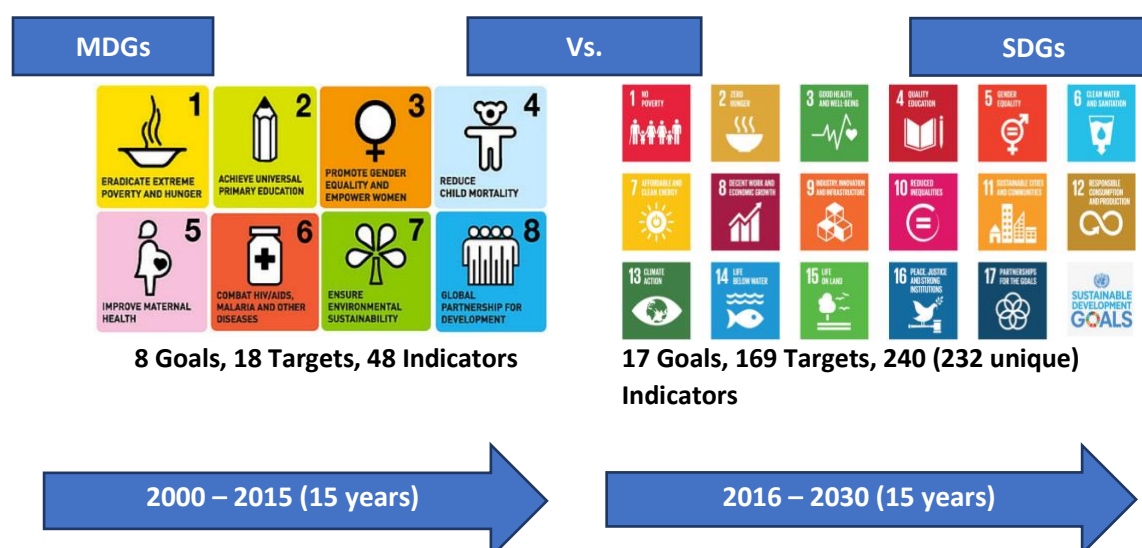 MDGs
Vs.
SDGs
1
ERADICATE EXTREME
POVERTY AND HUNGER
2
ACHIEVE UNIVERSAL
PRIMARY EDUCATION
3
PROMOTE GENDER
EQUALITY AND
EMPOWER WOMEN
4
REDUCE
CHILD MORTALITY
5
IMPROVE MATERNAL
HEALTH
6
COMBAT HIV/AIDS,
MALARIA AND OTHER
DISEASES
7
ENSURE
ENVIRONMENTAL
SUSTAINABILITY
8
GLOBAL
PARTNERSHIP FOR
DEVELOPMENT
8 Goals, 18 Targets, 48 Indicators
1 NO
POVERTY
2 ZERO
HUNGER
3 GOOD HEALTH
AND WELL-BEING
4 QUALITY
EDUCATION
5 GENDER
EQUALITY
6 CLEAN WATER
AND SANITATION
7 AFFORDABLE AND
CLEAN ENERGY
8 DECENT WORK AND
ECONOMIC GROWTH
9 INDUSTRY, INNOVATION
AND INFRASTRUCTURE
10 REDUCED
INEQUALITIES
11 SUSTAINABLE CITIES
AND COMMUNITIES
12 RESPONSIBLE
CONSUMPTION
AND PRODUCTION
13 CLIMATE
ACTION
14 LIFE
BELOW WATER
15 LIFE
ON LAND
16 PEACE, JUSTICE
AND STRONG
INSTITUTIONS
17 PARTNERSHIPS
FOR THE GOALS
SUSTAINABLE
DEVELOPMENT
GOALS
17 Goals, 169 Targets, 240 (232 unique)
Indicators
2000 – 2015 (15 years)
2016 – 2030 (15 years)